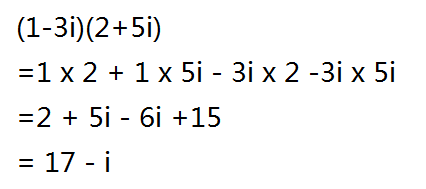 (1-3i)(2+5i)
=1 x 2 + 1 x 5i - 3i x 2 -3i x 5i
=2 + 5i - 6i +15
= 17 - i